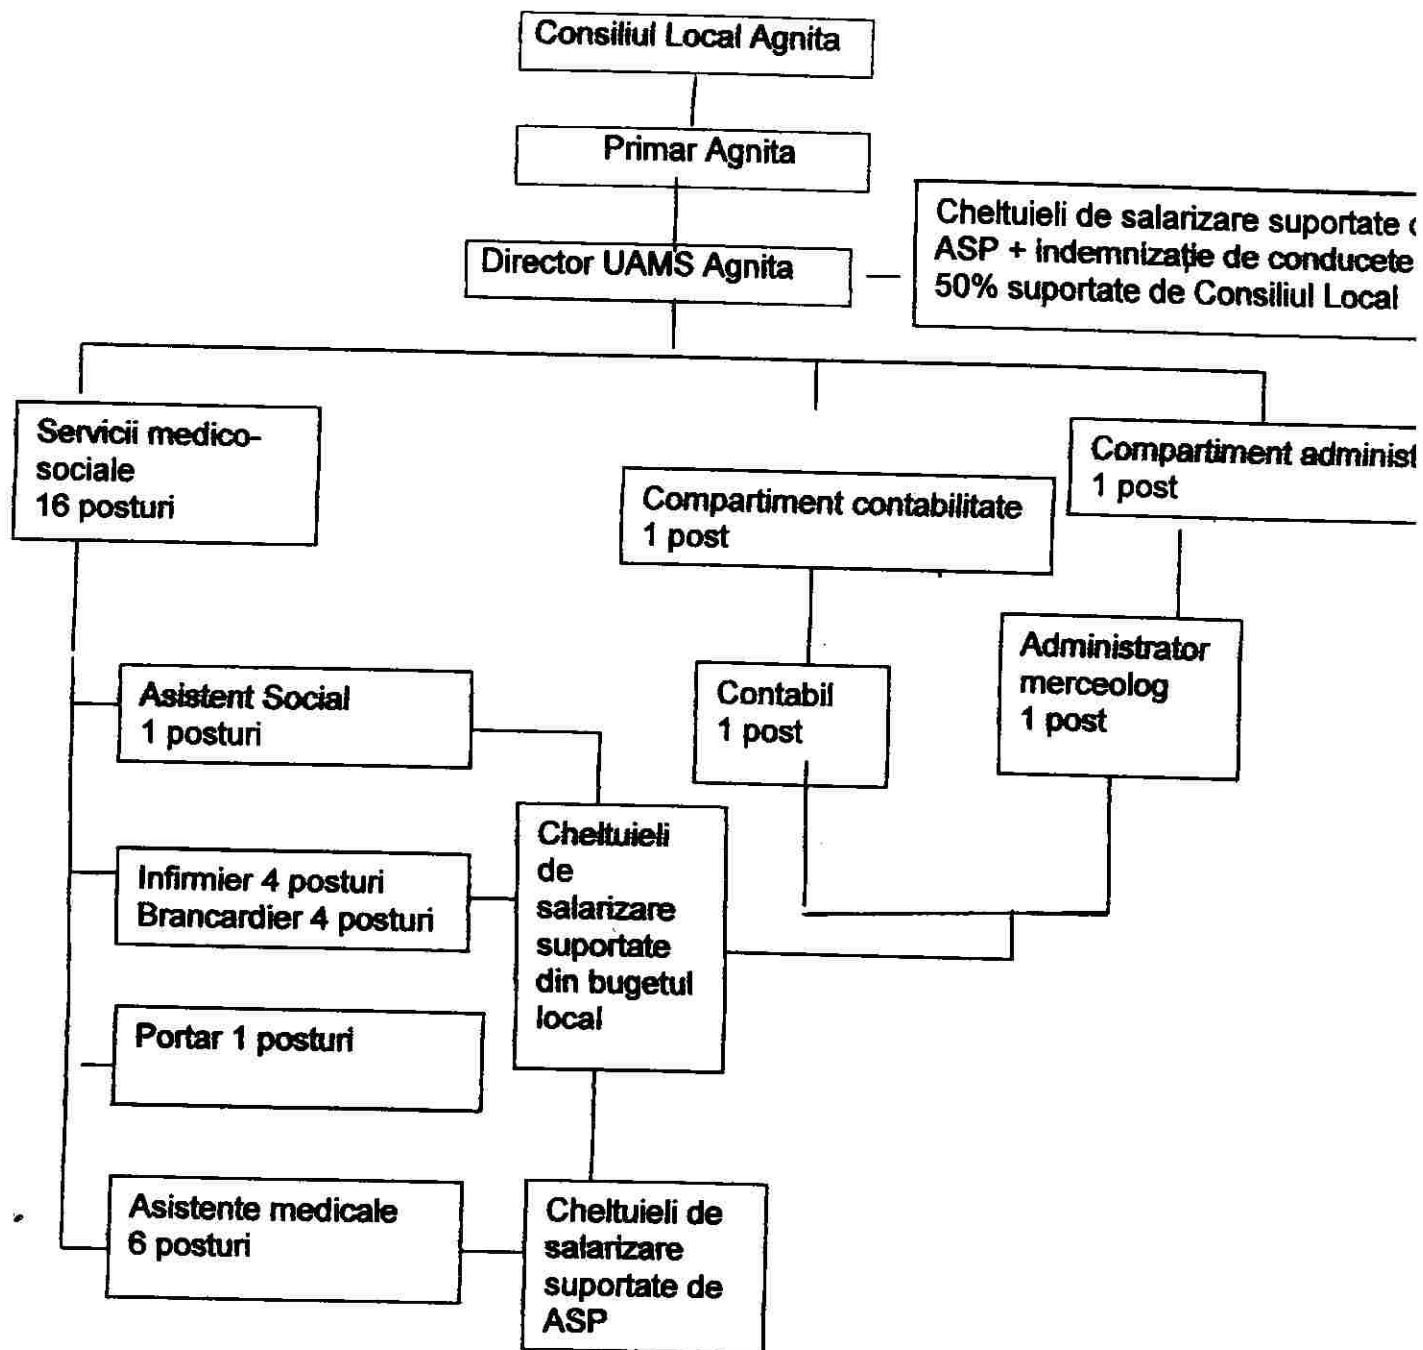 Consiliul Local Agnita
Primar Agnita
Director UAMS Agnita
Cheltuieli de salarizare suportate
ASP + indemnizație de conducete
50% suportate de Consiliul Local
Servicii medico-
sociale
16 posturi
Compartiment contabilitate
1 post
Compartiment
1 post
Asistent Social
1 posturi
Contabil
1 post
Administrator
merceolog
1 post
Infirmier 4 posturi
Brancardier 4 posturi
Cheltuieli
de
salarizare
suportate
din bugetul
local
Portar 1 posturi
Asistente medicale
6 posturi
Cheltuieli de
salarizare
suportate de
ASP